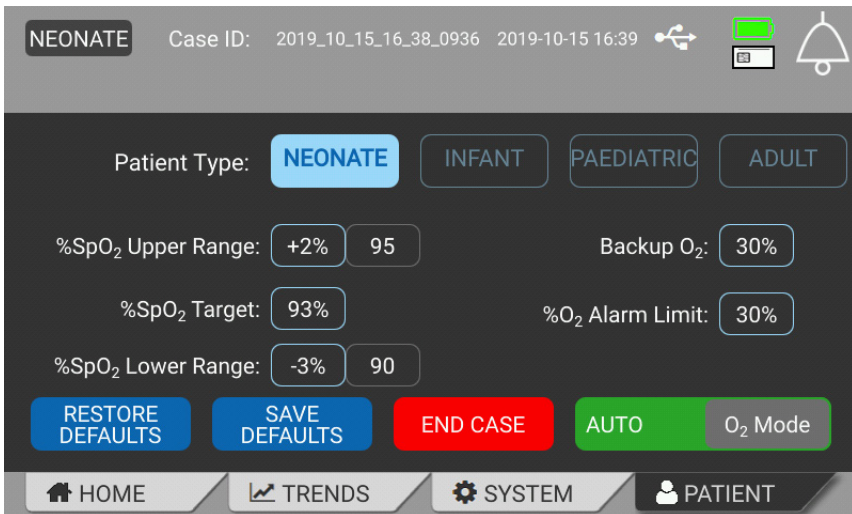 NEONATE Case ID: 2019_10_15_16_38_0936 2019-10-15 16:39
Patient Type: NEONATE INFANT PAEDIATRIC ADULT
%SpO₂ Upper Range: +2% 95 Backup O₂: 30%
%SpO₂ Target: 93% %O₂ Alarm Limit: 30%
%SpO₂ Lower Range: -3% 90
RESTORE DEFAULTS SAVE DEFAULTS END CASE AUTO O₂ Mode
HOME TRENDS SYSTEM PATIENT